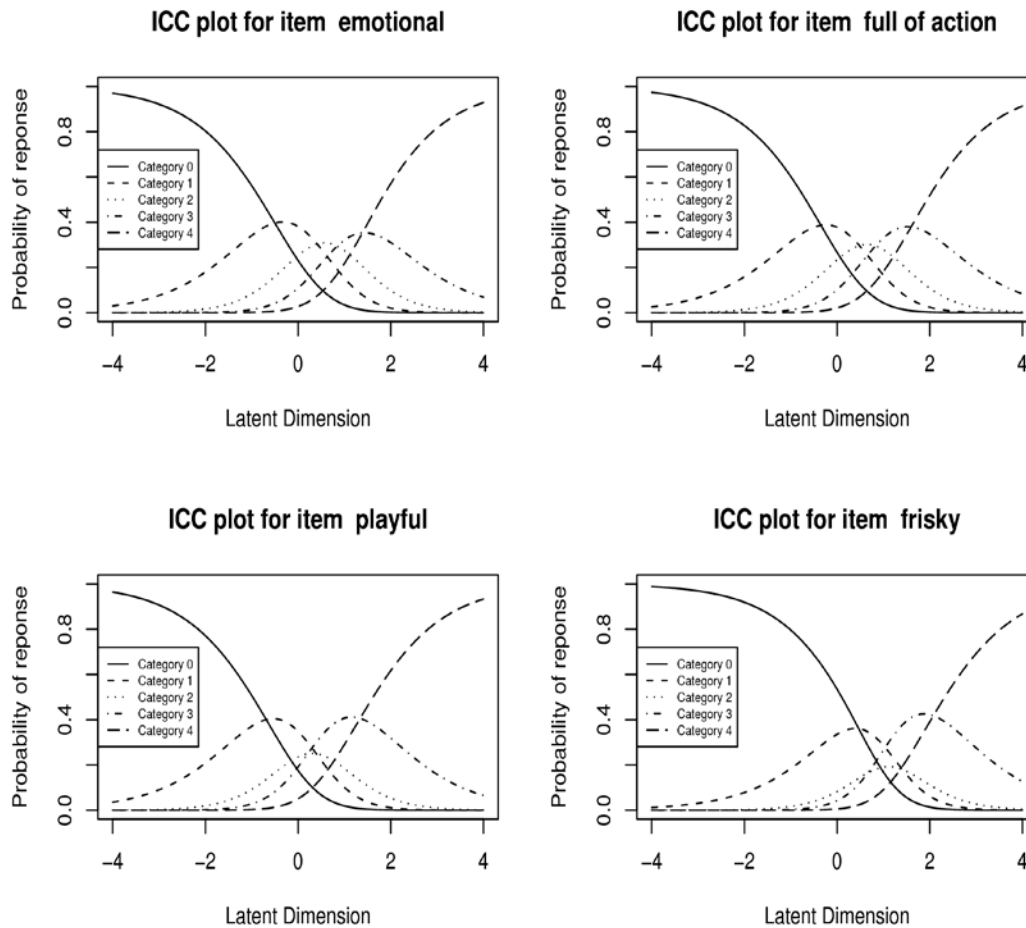 ICC plot for item  emotional
Probability of reponse
0.8
0.4
0.0
Category 0
Category 1
Category 2
Category 3
Category 4
−4 −2 0 2 4
Latent Dimension
ICC plot for item  full of action
Probability of reponse
0.8
0.4
0.0
Category 0
Category 1
Category 2
Category 3
Category 4
−4 −2 0 2 4
Latent Dimension
ICC plot for item  playful
Probability of reponse
0.8
0.4
0.0
Category 0
Category 1
Category 2
Category 3
Category 4
−4 −2 0 2 4
Latent Dimension
ICC plot for item  frisky
Probability of reponse
0.8
0.4
0.0
Category 0
Category 1
Category 2
Category 3
Category 4
−4 −2 0 2 4
Latent Dimension